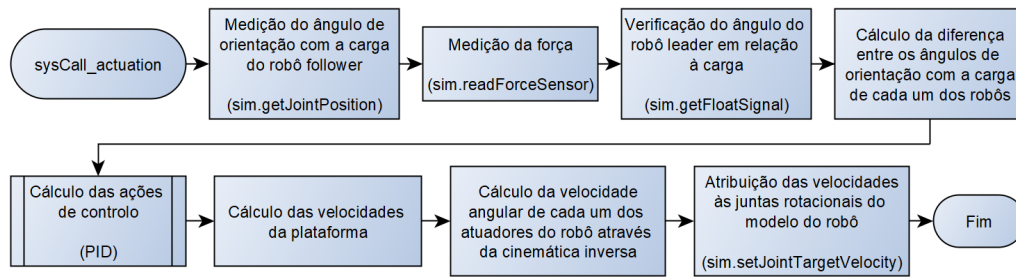 sysCall_actuation
Medição do ângulo de
orientação com a carga
do robô follower
(sim.getJointPosition)
Medição da força
(sim.readForceSensor)
Verificação do ângulo do
robô leader em relação
à carga
(sim.getFloatSignal)
Cálculo da diferença
entre os ângulos de
orientação com a carga
de cada um dos robôs
Cálculo das ações
de controlo
(PID)
Cálculo das velocidades
da plataforma
Cálculo da velocidade
angular de cada um dos
atuadores do robô através
da cinemática inversa
Atribuição das velocidades
às juntas rotacionais do
modelo do robô
(sim.setJointTargetVelocity)
Fim